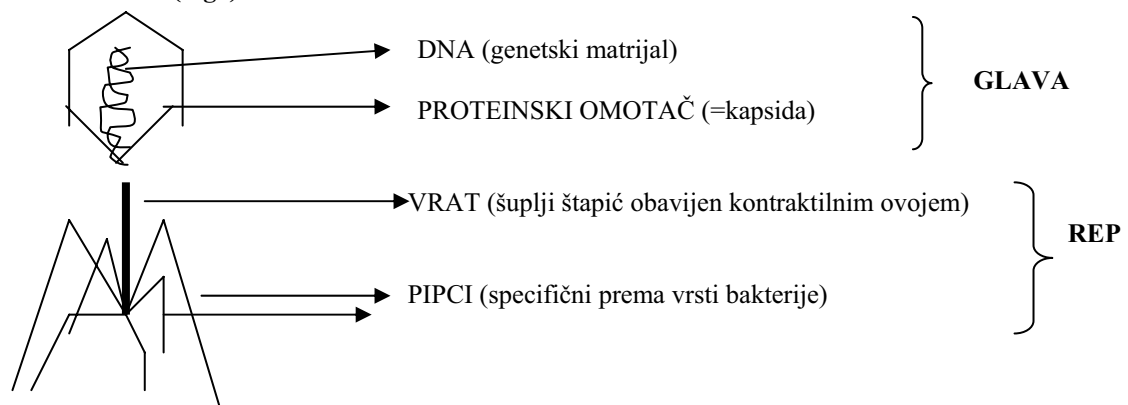 DNA (genetski matrijal)
GLAVA
PROTEINSKI OMOTAČ (=kapsida)
VRAT (šuplji štapić obavijen kontraktilnim ovojem)
REP
PIPCI (specifični prema vrsti bakterije)